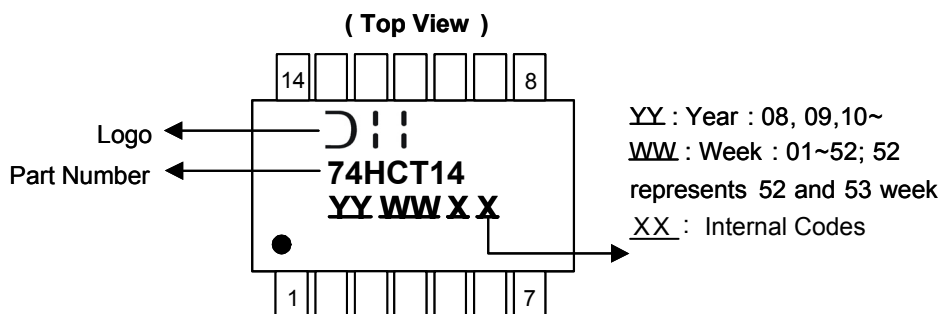 ( Top View )
14 8
Logo
Part Number
74HCT14
YY WW X X
1 7
YY : Year : 08, 09,10~
WW : Week : 01~52; 52
represents 52 and 53 week
XX : Internal Codes